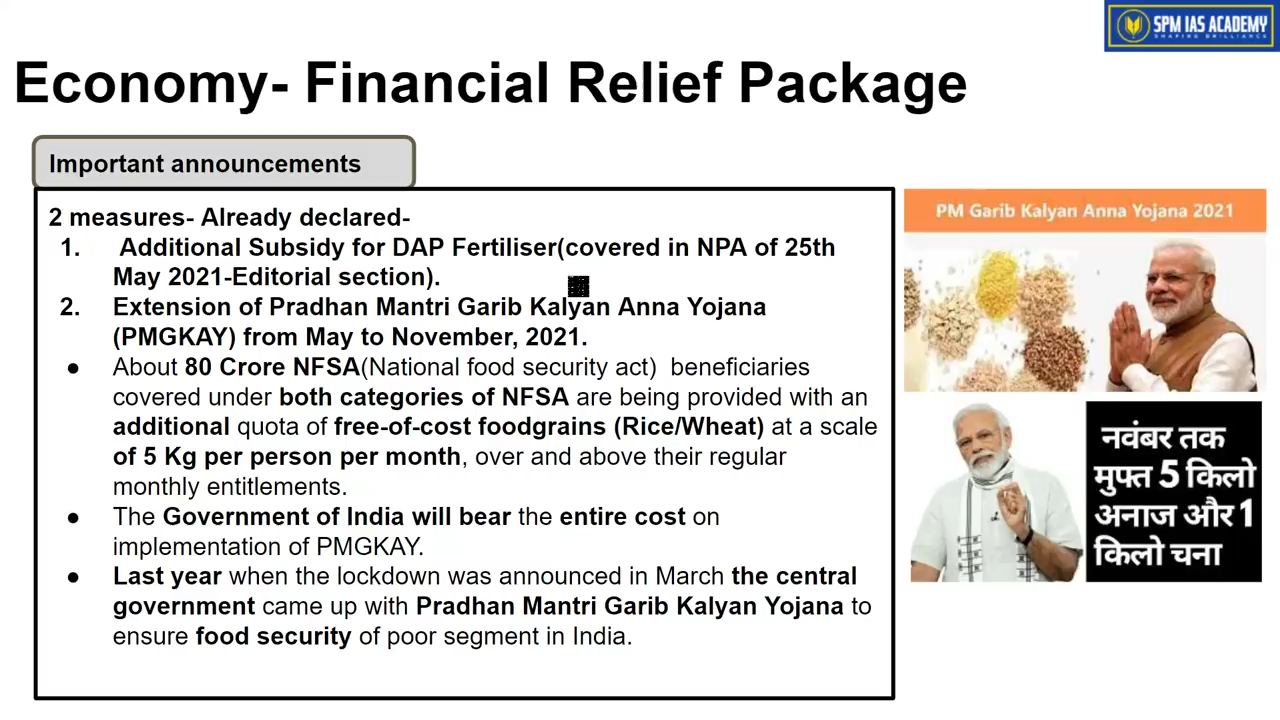 SPM IAS ACADEMY
SHAPING BRILLIANCE
Economy- Financial Relief Package
Important announcements
2 measures- Already declared-
1. Additional Subsidy for DAP Fertiliser(covered in NPA of 25th
May 2021-Editorial section).
2. Extension of Pradhan Mantri Garib Kalyan Anna Yojana
(PMGKAY) from May to November, 2021.
● About 80 Crore NFSA(National food security act) beneficiaries
covered under both categories of NFSA are being provided with an
additional quota of free-of-cost foodgrains (Rice/Wheat) at a scale
of 5 Kg per person per month, over and above their regular
monthly entitlements.
● The Government of India will bear the entire cost on
implementation of PMGKAY.
● Last year when the lockdown was announced in March the central
government came up with Pradhan Mantri Garib Kalyan Yojana to
ensure food security of poor segment in India.
PM Garib Kalyan Anna Yojana 2021
नवंबर तक
मुफ्त 5 किलो
अनाज और 1
किलो चना